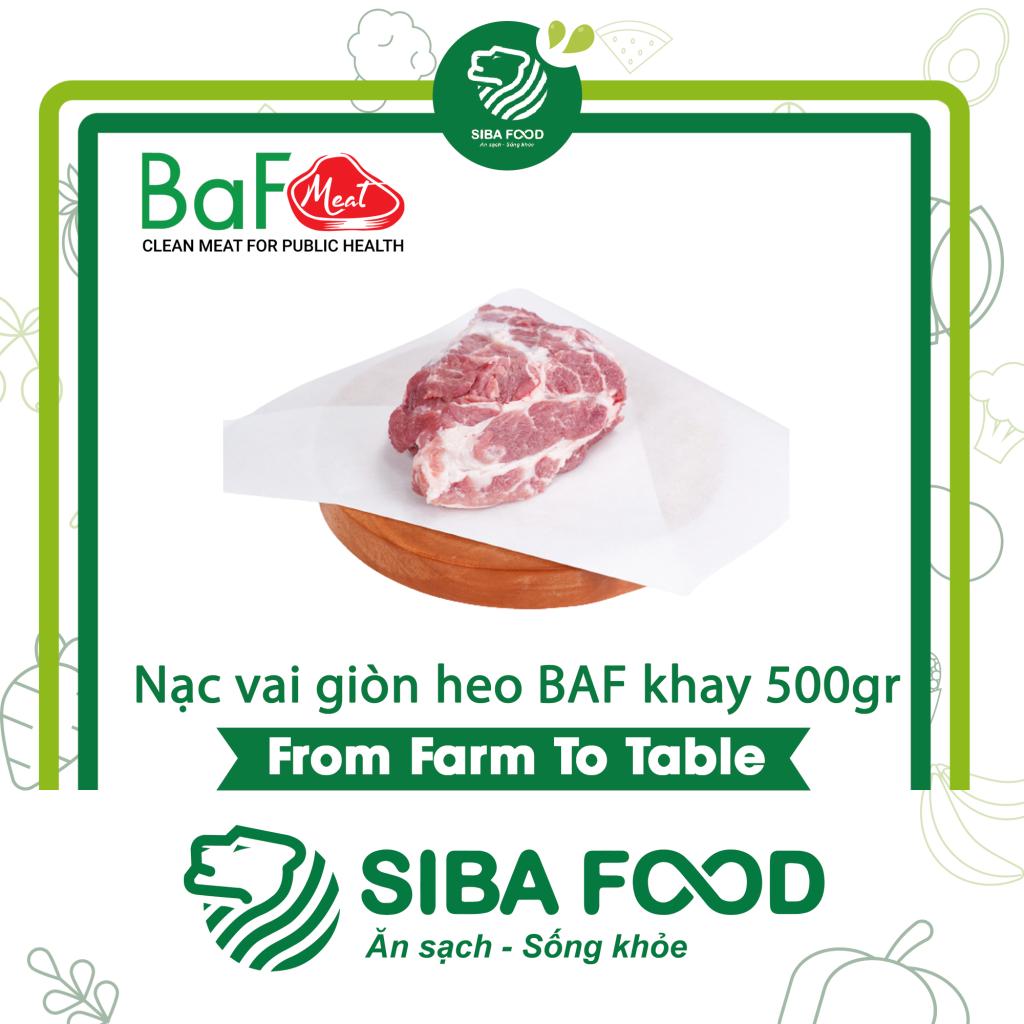 SIBA FOOD
Ăn sạch - Sống khỏe
BaF Meat
CLEAN MEAT FOR PUBLIC HEALTH
Nạc vai giòn heo BAF khay 500gr
From Farm To Table
SIBA FOOD
Ăn sạch - Sống khỏe